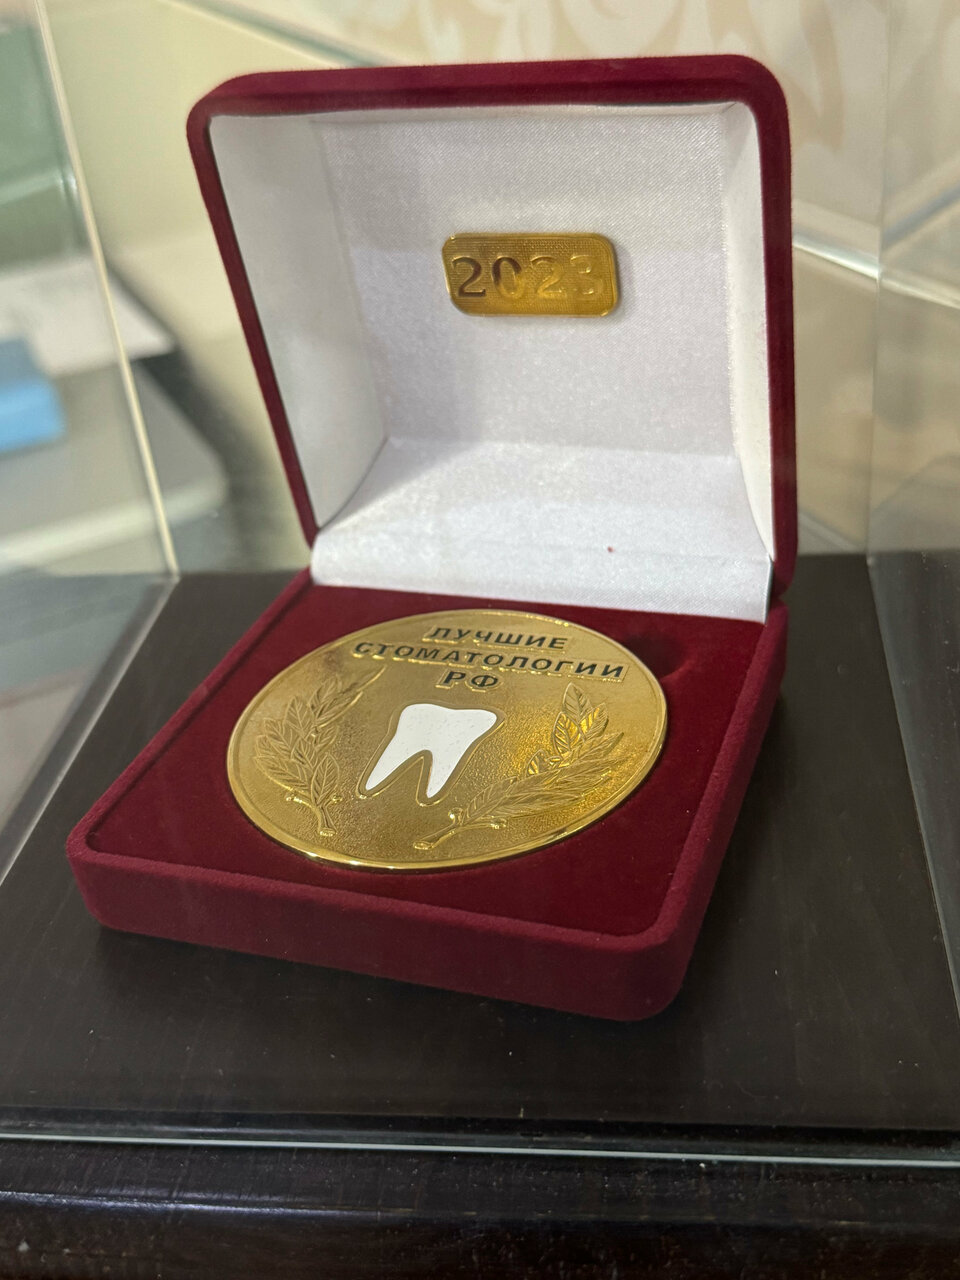 2023
ЛУЧШИЕ
СТОМАТОЛОГИИ
РФ